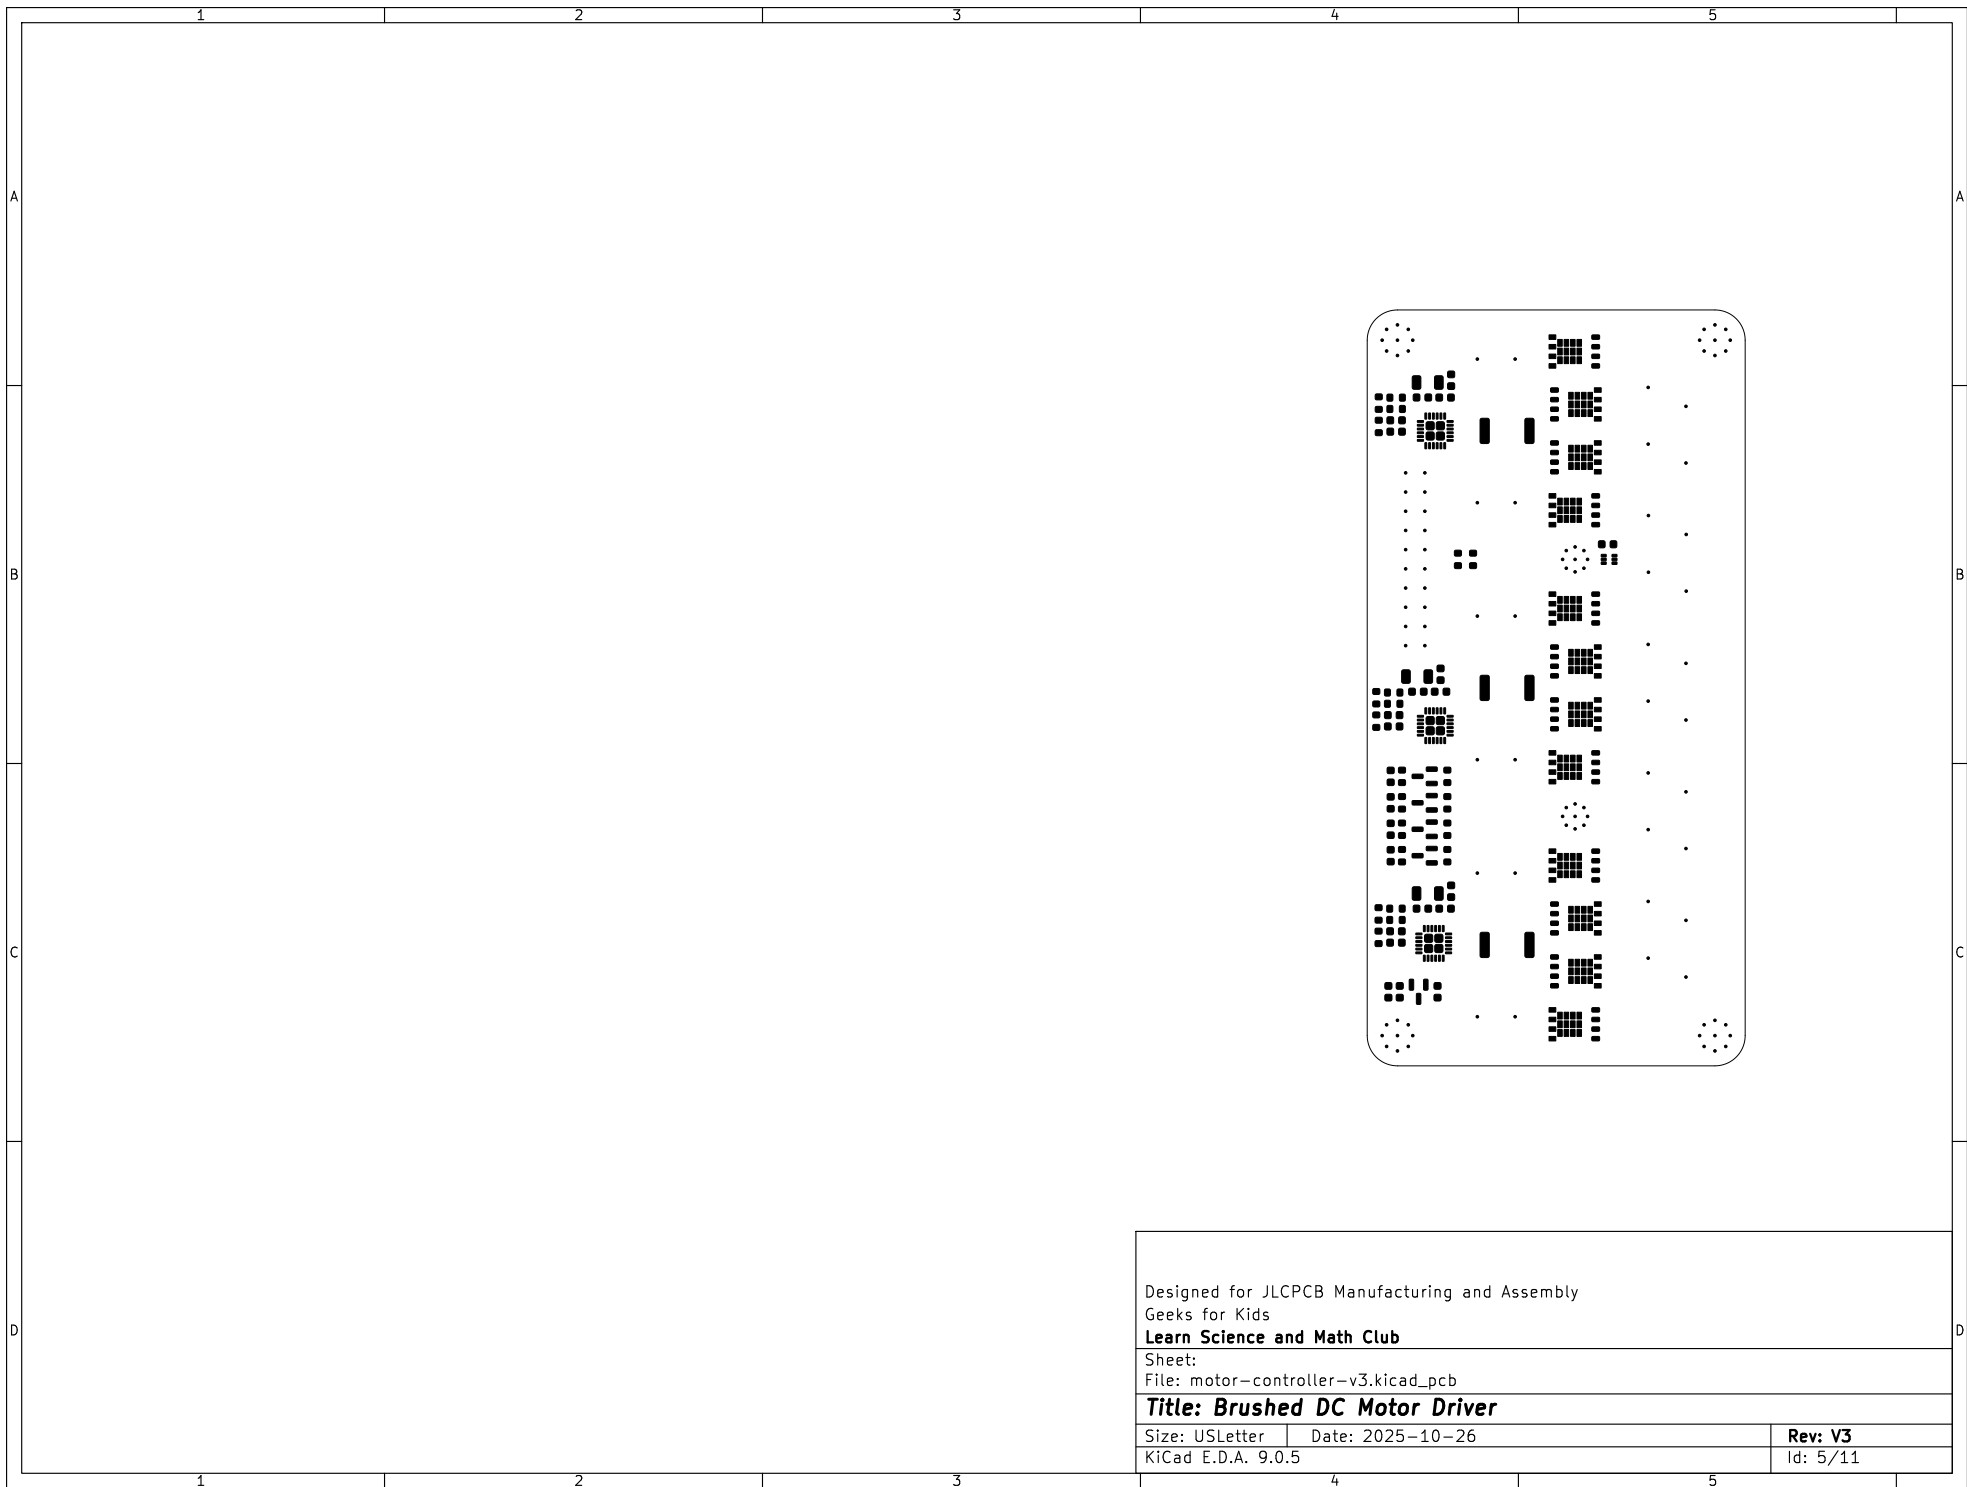 1 2 3 4 5
A A
B B
C C
Designed for JLCPCB Manufacturing and Assembly
Geeks for Kids
D D
Learn Science and Math Club
Sheet:
File: motor-controller-v3.kicad_pcb
Title: Brushed DC Motor Driver
Size: USLetter Date: 2025-10-26 Rev: V3
KiCad E.D.A. 9.0.5 Id: 5/11
1 2 3 4 5